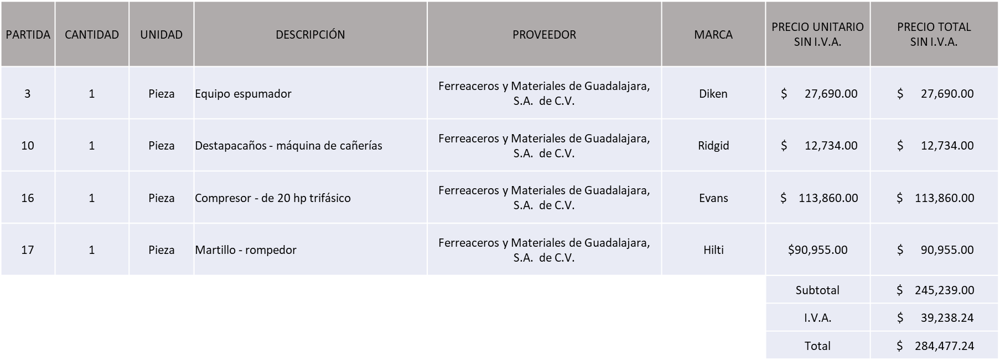 PARTIDA CANTIDAD UNIDAD DESCRIPCIÓN PROVEEDOR MARCA PRECIO UNITARIO SIN I.V.A. PRECIO TOTAL SIN I.V.A.
3 1 Pieza Equipo espumador Ferreaceros y Materiales de Guadalajara, S.A. de C.V. Diken $ 27,690.00 $ 27,690.00
10 1 Pieza Destapacaños - máquina de cañerías Ferreaceros y Materiales de Guadalajara, S.A. de C.V. Ridgid $ 12,734.00 $ 12,734.00
16 1 Pieza Compresor - de 20 hp trifásico Ferreaceros y Materiales de Guadalajara, S.A. de C.V. Evans $ 113,860.00 $ 113,860.00
17 1 Pieza Martillo - rompedor Ferreaceros y Materiales de Guadalajara, S.A. de C.V. Hilti $90,955.00 $ 90,955.00
Subtotal $ 245,239.00
I.V.A. $ 39,238.24
Total $ 284,477.24